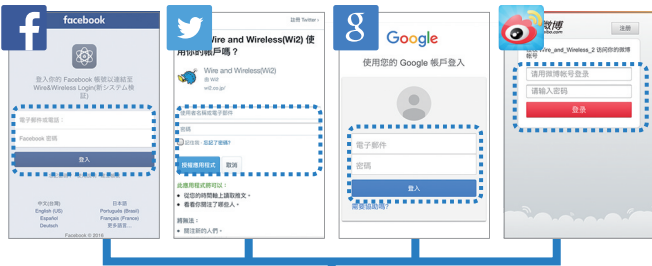 facebook
登入你的 Facebook 帳號以連結至
Wire&Wireless Login(新システム検
証)
電子郵件或電話：
Facebook 密碼
登入
中文(台灣)
日本語
English (US)
Português (Brasil)
Español
Français (France)
Deutsch
更多語言...
Facebook © 2015
註冊 Twitter ›
Wire and Wireless(Wi2) 使
用你的帳戶嗎？
Wire and Wireless(Wi2)
由 Wi2
wi2.co.jp/
使用者名稱或電子郵件
密碼
記住我 · 忘記了密碼?
授權應用程式
取消
此應用程式將可以：
• 從您的時間軸上讀取推文。
• 看看你關注了哪些人。
將無法：
• 關注新的人們。
Google
使用您的 Google 帳戶登入
電子郵件
密碼
登入
需要協助嗎?
微博
注册
Wire_and_Wireless_2 访问你的微博
帐号
请用微博帐号登录
请输入密码
登录